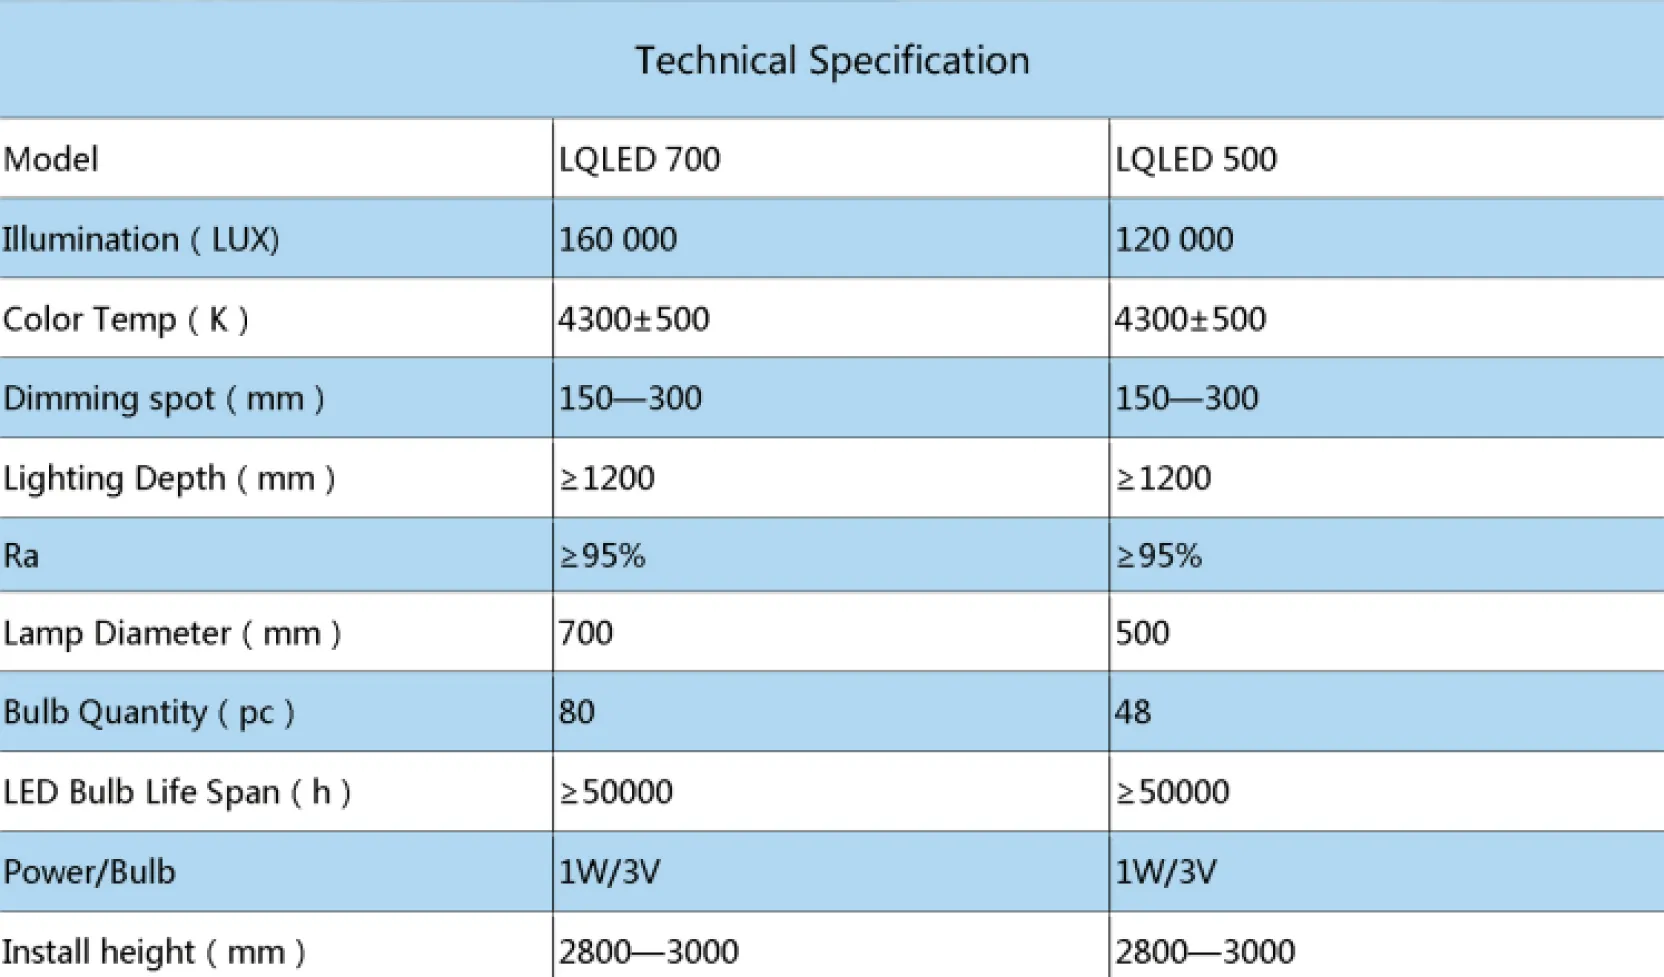 Technical Specification
Model LQLED 700 LQLED 500
Illumination ( LUX) 160 000 120 000
Color Temp ( K ) 4300±500 4300±500
Dimming spot ( mm ) 150—300 150—300
Lighting Depth ( mm ) ≥1200 ≥1200
Ra ≥95% ≥95%
Lamp Diameter ( mm ) 700 500
Bulb Quantity ( pc ) 80 48
LED Bulb Life Span ( h ) ≥50000 ≥50000
Power/Bulb 1W/3V 1W/3V
Install height ( mm ) 2800—3000 2800—3000